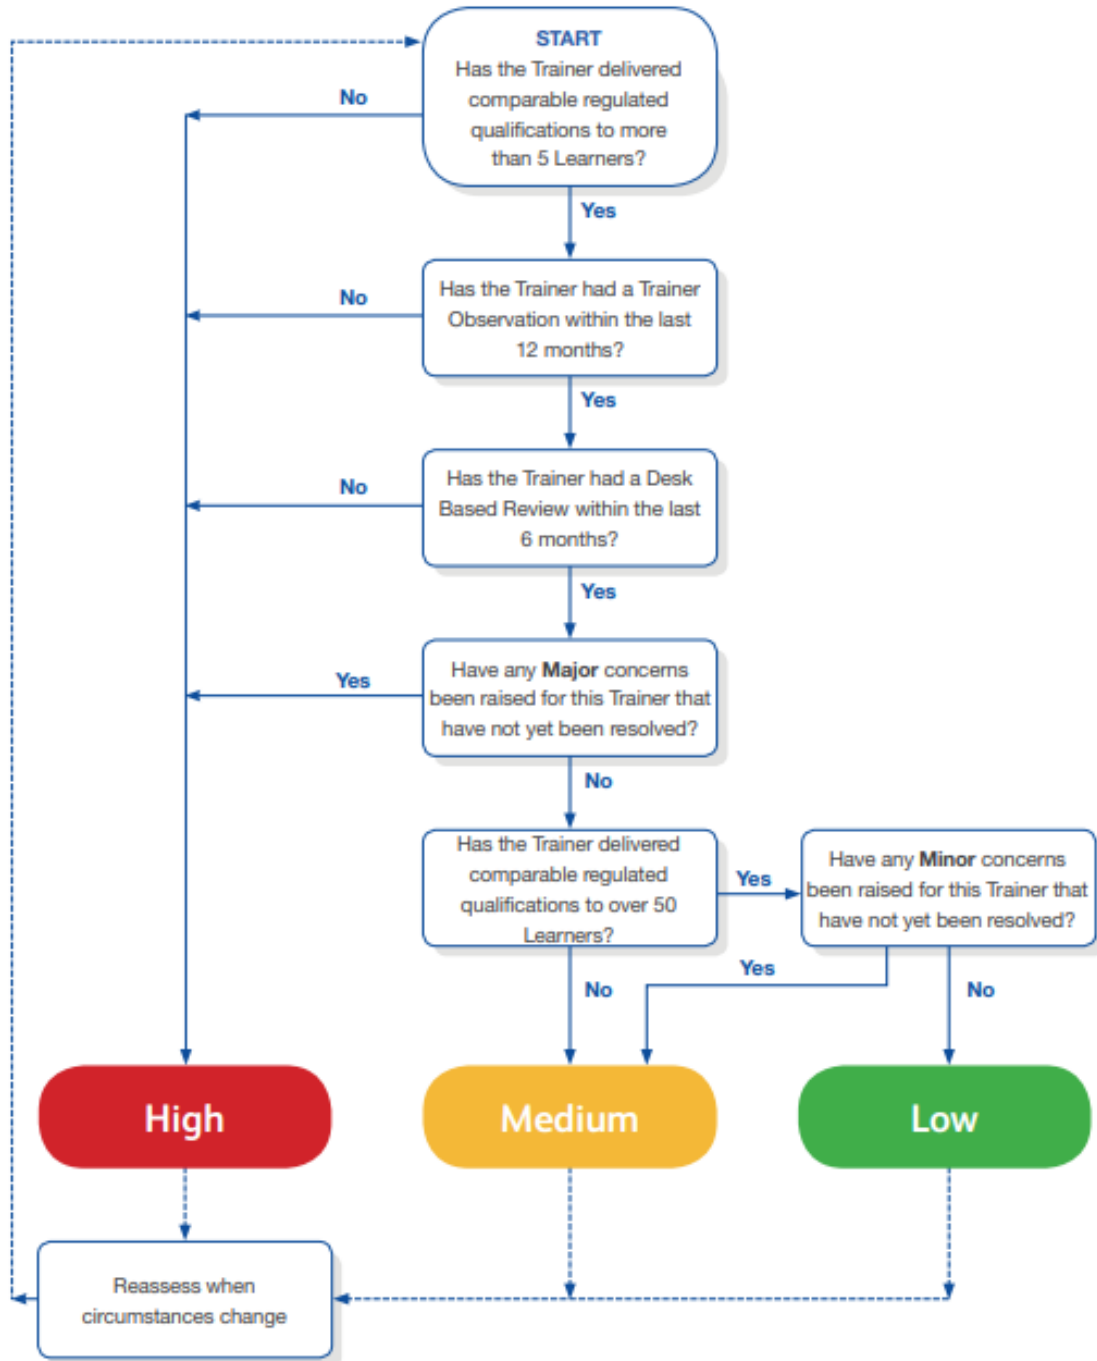 START
Has the Trainer delivered
comparable regulated
qualifications to more
than 5 Learners?
No
Yes
Has the Trainer had a Trainer
Observation within the last
12 months?
No
Yes
Has the Trainer had a Desk
Based Review within the last
6 months?
No
Yes
Have any Major concerns
been raised for this Trainer that
have not yet been resolved?
Yes
No
Has the Trainer delivered
comparable regulated
qualifications to over 50
Learners?
Yes
Have any Minor concerns
been raised for this Trainer that
have not yet been resolved?
No
Yes
No
High
Medium
Low
Reassess when
circumstances change